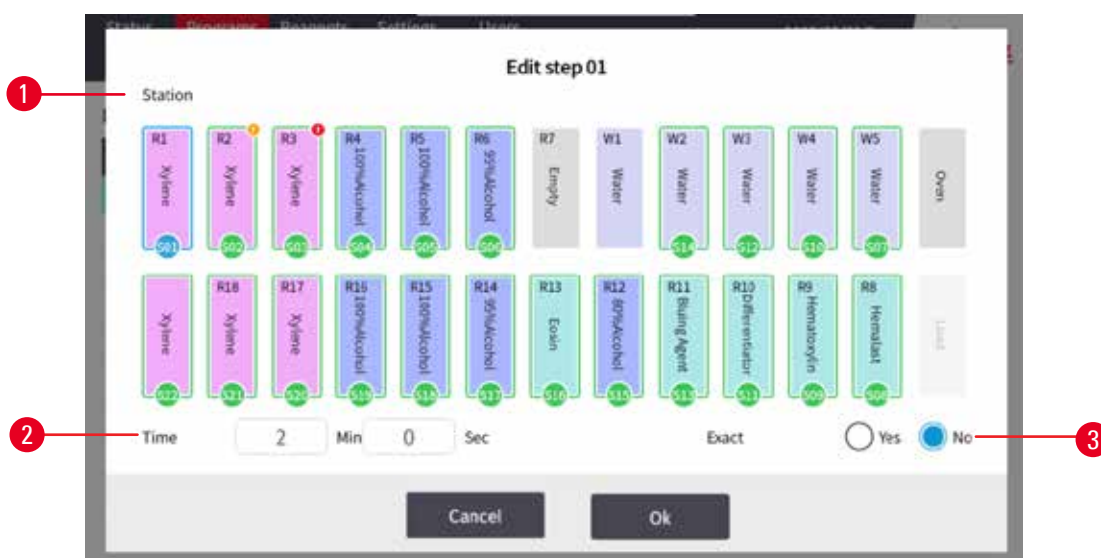 Status Programs Reagents Settings Users
Edit step 01
1
Station
R1 R2 R3 R4 R5 R6 R7 W1 W2 W3 W4 W5
Xylene Xylene Xylene 100%Alcohol 100%Alcohol 95%Alcohol Empty Water Water Water Water Water Oven
S01 S02 S03 S04 S05 S06 S14 S12 S10 S07
R18 R17 R16 R15 R14 R13 R12 R11 R10 R9 R8
Xylene Xylene Xylene 100%Alcohol 100%Alcohol 95%Alcohol Eosin 80%Alcohol Bluing Agent Differentiator Hematoxylin Hemalast Load
S22 S21 S20 S19 S18 S17 S16 S15 S13 S11 S09 S08
2
Time 2 Min 0 Sec Exact Yes No
3
Cancel Ok